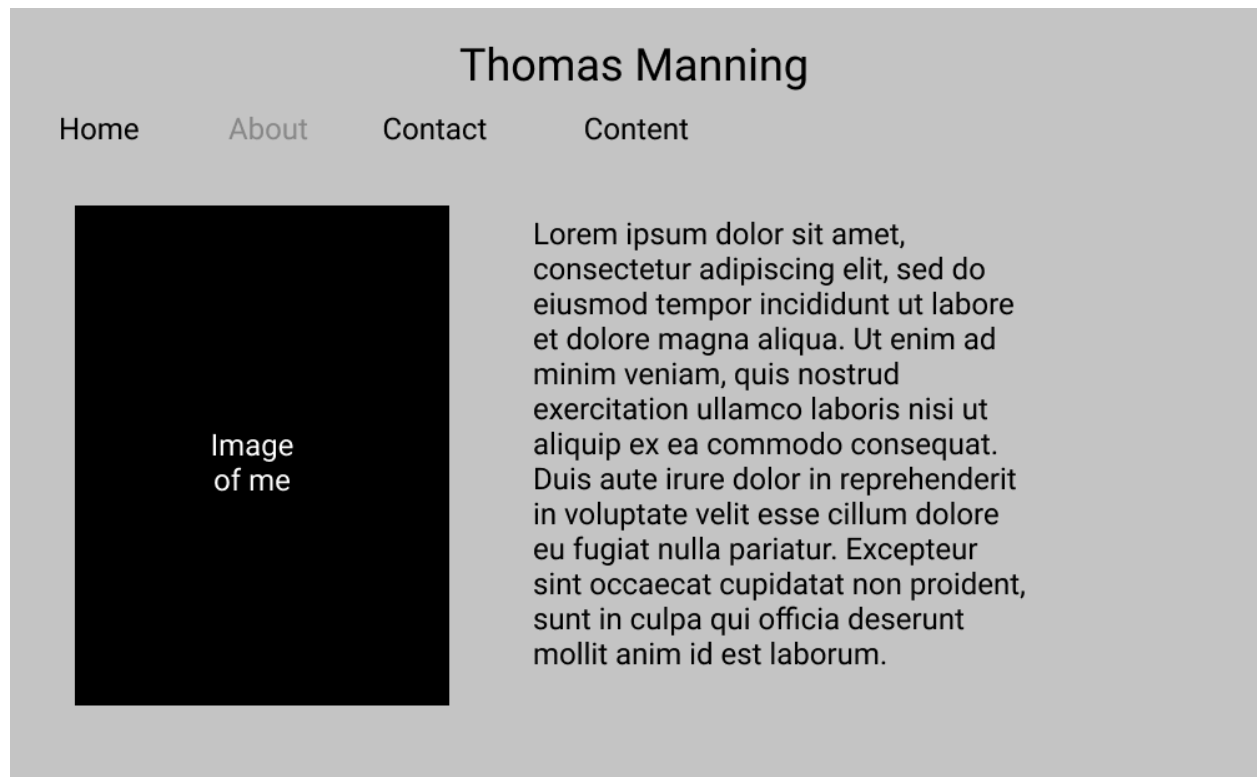 Thomas Manning
Home About Contact Content
Image
of me
Lorem ipsum dolor sit amet,
consectetur adipiscing elit, sed do
eiusmod tempor incididunt ut labore
et dolore magna aliqua. Ut enim ad
minim veniam, quis nostrud
exercitation ullamco laboris nisi ut
aliquip ex ea commodo consequat.
Duis aute irure dolor in reprehenderit
in voluptate velit esse cillum dolore
eu fugiat nulla pariatur. Excepteur
sint occaecat cupidatat non proident,
sunt in culpa qui officia deserunt
mollit anim id est laborum.